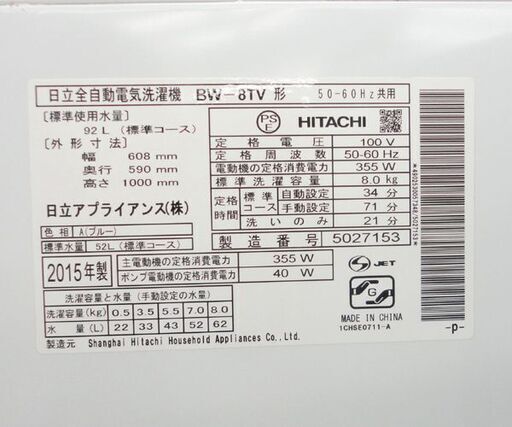 日立全自動電気洗濯機 BW-8TV 形 50-60Hz共用
〔標準使用水量〕
92L (標準コース)
〔外形寸法〕
幅 608 mm
奥行 590 mm
高さ 1000 mm
日立アプライアンス(株)
色相 A(ブルー)
標準水量 52L (標準コース)
PSE HITACHI
定格電圧 100V
定格周波数 50-60 Hz
電動機の定格消費電力 355 W
標準洗濯容量 8.0kg
定格時間 標準コース 自動設定 34 分
手動設定 71 分
洗いのみ 21 分
製造番号 5027153
2015年製
主電動機の定格消費電力 355 W
ポンプ電動機の定格消費電力 40 W
洗濯容量と水量 (手動設定の水量)
洗濯容量(kg) 0.5 3.5 5.5 7.0 8.0
水量(L) 22 33 43 52 62
製造元 Shanghai Hitachi Household Appliances Co., Ltd.
S JET
G
MADE IN CHINA
1CHSE0711-A
*4902530057348/5027153*
-p-